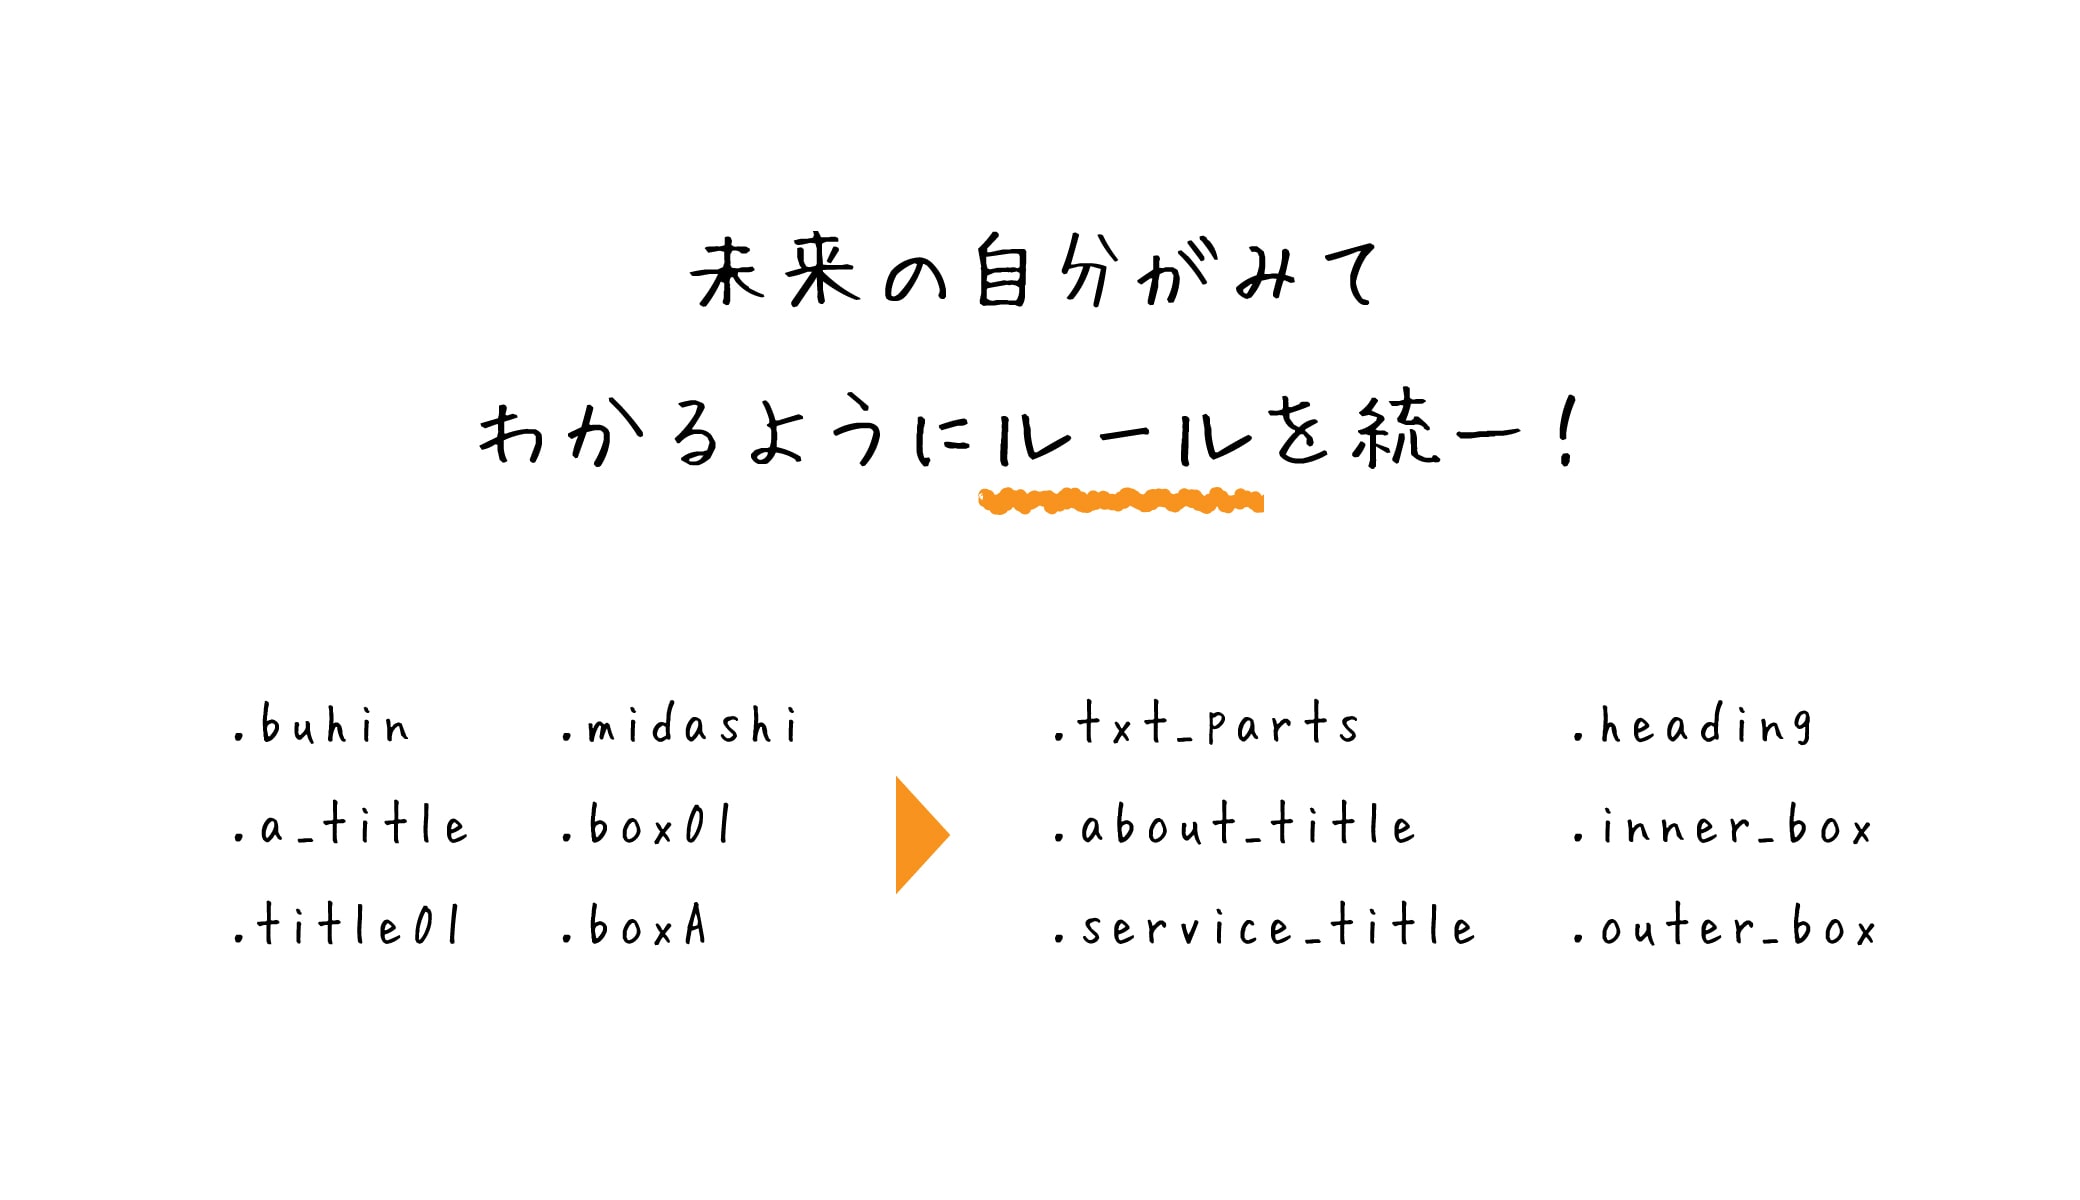 未来の自分がみて
わかるようにルールを統一!
.buhin .midashi .txt_parts .heading
.a_title .box01 .about_title .inner_box
.title01 .boxA .service_title .outer_box